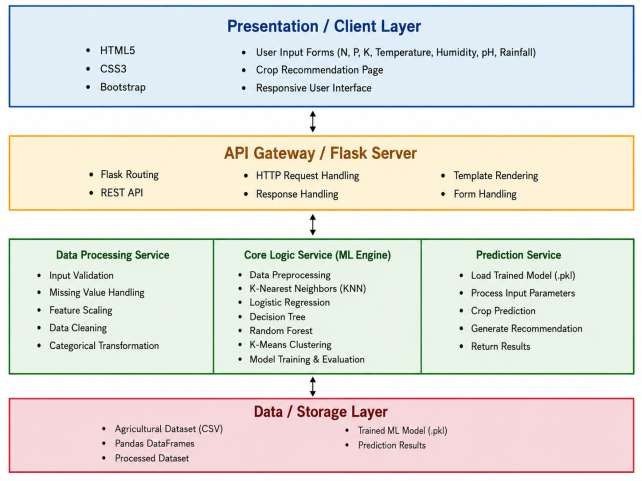 Presentation / Client Layer
• HTML5
• CSS3
• Bootstrap
• User Input Forms (N, P, K, Temperature, Humidity, pH, Rainfall)
• Crop Recommendation Page
• Responsive User Interface
API Gateway / Flask Server
• Flask Routing
• REST API
• HTTP Request Handling
• Response Handling
• Template Rendering
• Form Handling
Data Processing Service
• Input Validation
• Missing Value Handling
• Feature Scaling
• Data Cleaning
• Categorical Transformation
Core Logic Service (ML Engine)
• Data Preprocessing
• K-Nearest Neighbors (KNN)
• Logistic Regression
• Decision Tree
• Random Forest
• K-Means Clustering
• Model Training & Evaluation
Prediction Service
• Load Trained Model (.pkl)
• Process Input Parameters
• Crop Prediction
• Generate Recommendation
• Return Results
Data / Storage Layer
• Agricultural Dataset (CSV)
• Pandas DataFrames
• Processed Dataset
• Trained ML Model (.pkl)
• Prediction Results